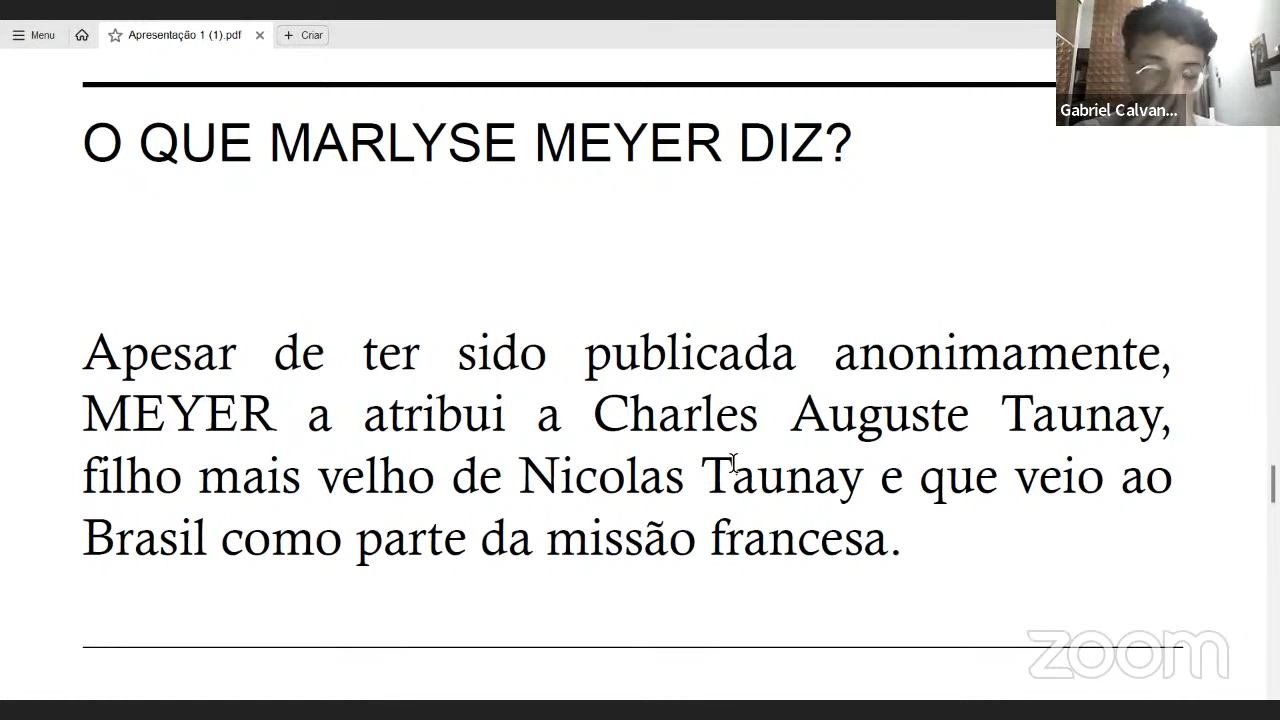 Menu
Apresentação 1 (1).pdf
Criar
Gabriel Calvan...
O QUE MARLYSE MEYER DIZ?
Apesar de ter sido publicada anonimamente,
MEYER a atribui a Charles Auguste Taunay,
filho mais velho de Nicolas Taunay e que veio ao
Brasil como parte da missão francesa.
zoom